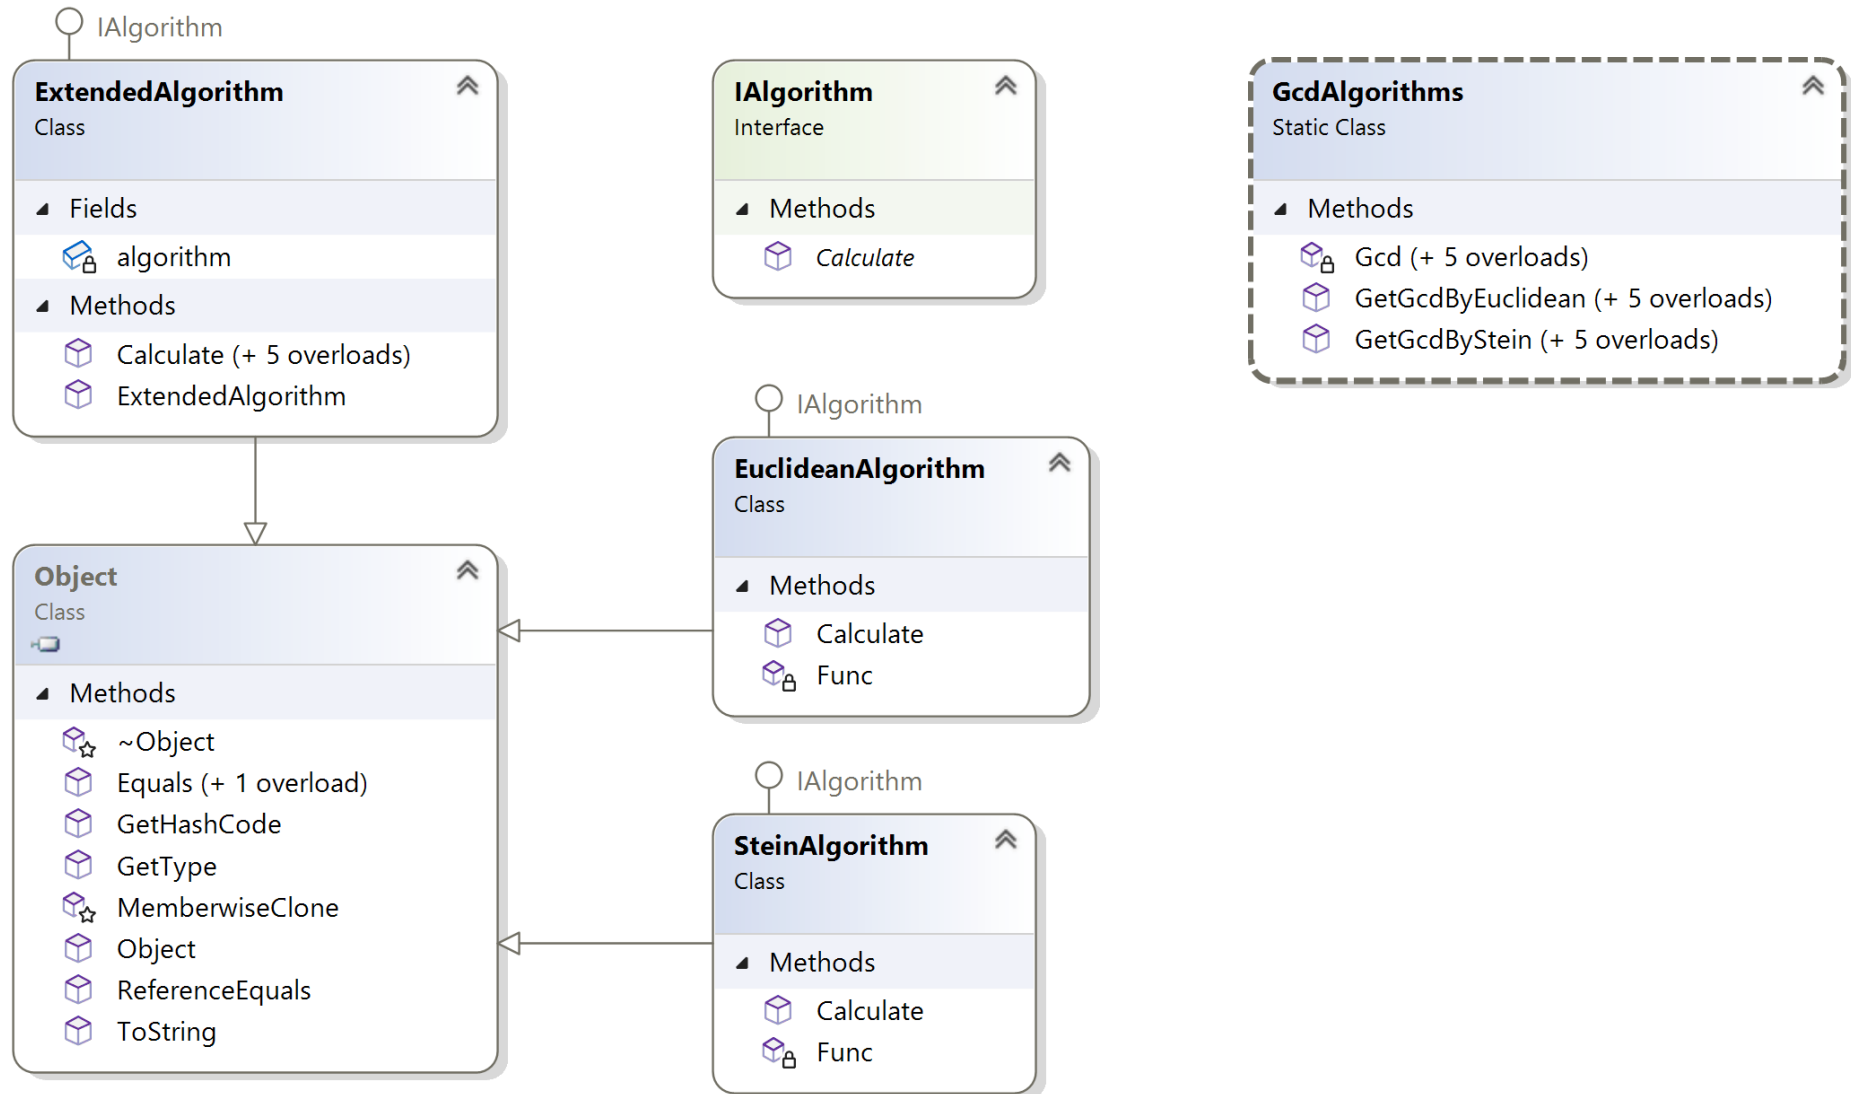 IAlgorithm
ExtendedAlgorithm
Class
Fields
algorithm
Methods
Calculate (+ 5 overloads)
ExtendedAlgorithm
Object
Class
Methods
~Object
Equals (+ 1 overload)
GetHashCode
GetType
MemberwiseClone
Object
ReferenceEquals
ToString
IAlgorithm
Interface
Methods
Calculate
IAlgorithm
EuclideanAlgorithm
Class
Methods
Calculate
Func
IAlgorithm
SteinAlgorithm
Class
Methods
Calculate
Func
GcdAlgorithms
Static Class
Methods
Gcd (+ 5 overloads)
GetGcdByEuclidean (+ 5 overloads)
GetGcdByStein (+ 5 overloads)